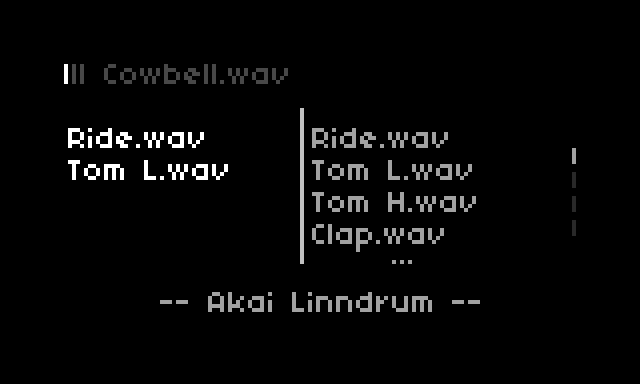 Cowbell.wav
Ride.wav
Tom L.wav
Ride.wav
Tom L.wav
Tom H.wav
Clap.wav
...
-- Akai Linndrum --